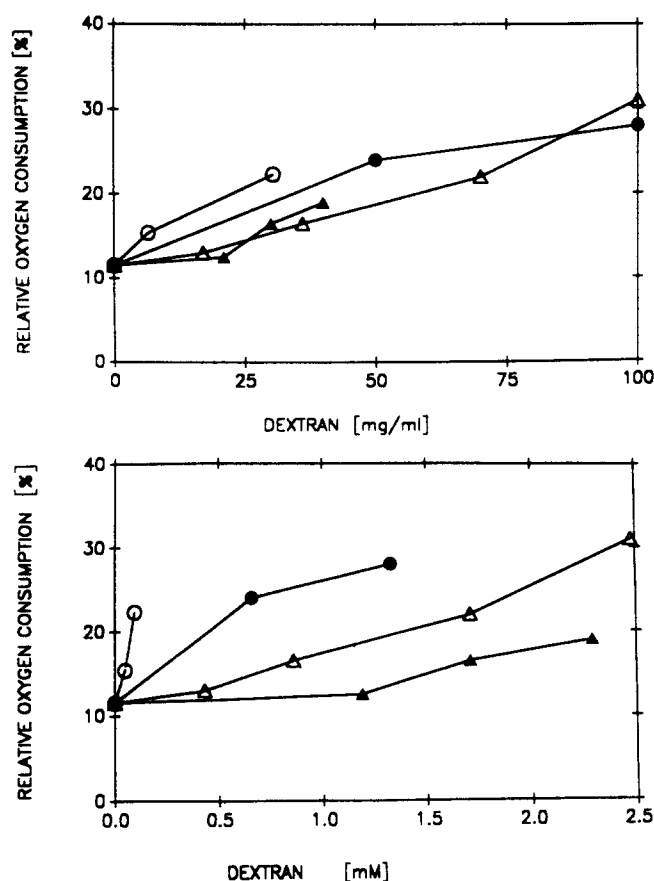 RELATIVE OXYGEN CONSUMPTION [%]
40
30
20
10
0
0 25 50 75 100
DEXTRAN [mg/ml]
RELATIVE OXYGEN CONSUMPTION [%]
40
30
20
10
0
0.0 0.5 1.0 1.5 2.0 2.5
DEXTRAN [mM]